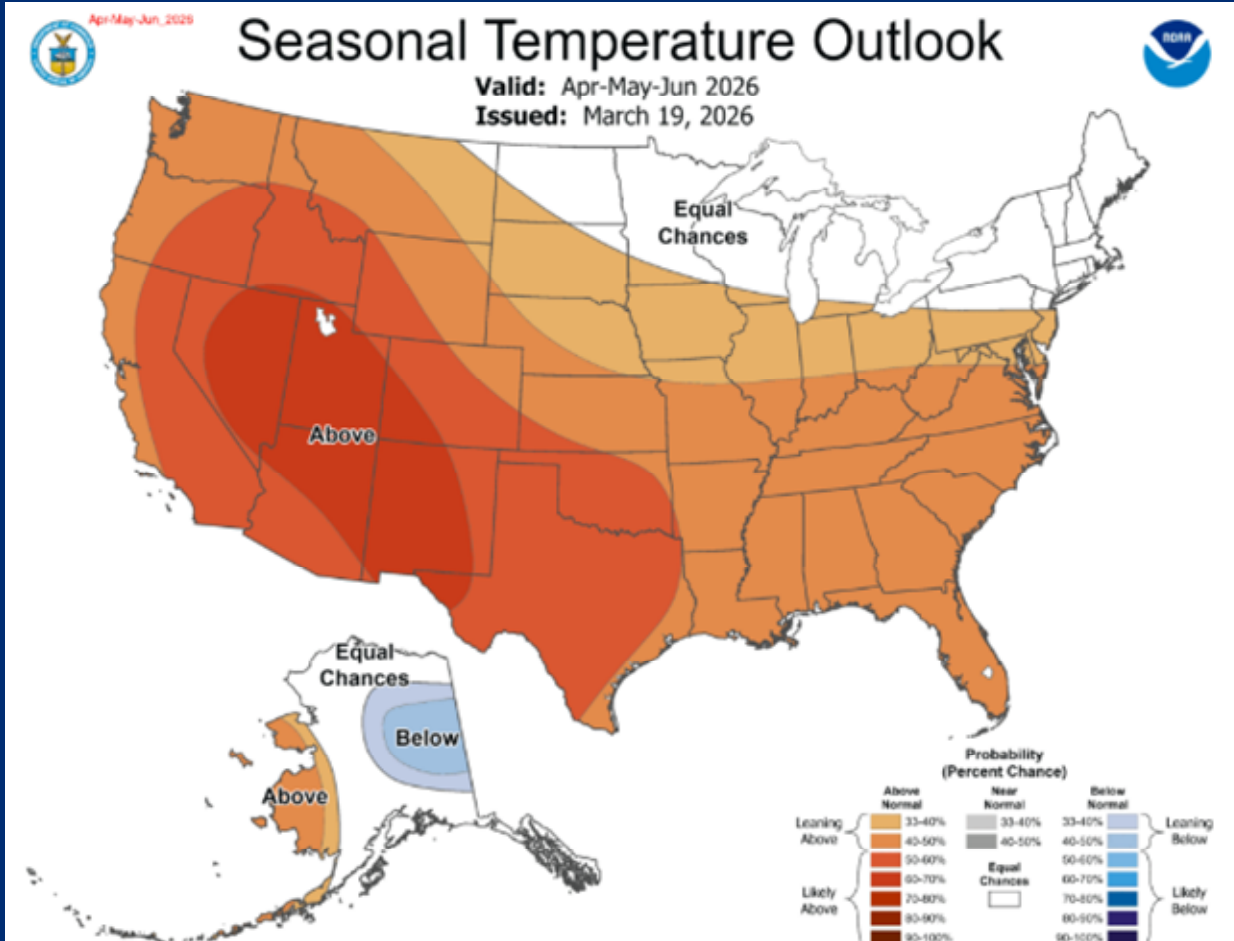 Apr-May-Jun_2026
Seasonal Temperature Outlook
NOAA
Valid: Apr-May-Jun 2026
Issued: March 19, 2026
Equal
Chances
Above
Equal
Chances
Below
Above
Probability
(Percent Chance)
Above
Normal
Near
Normal
Below
Normal
Leaning
Above
33-40%
40-50%
33-40%
40-50%
33-40%
40-50%
Leaning
Below
Likely
Above
50-60%
60-70%
70-80%
80-90%
90-100%
Equal
Chances
50-60%
60-70%
70-80%
80-90%
90-100%
Likely
Below